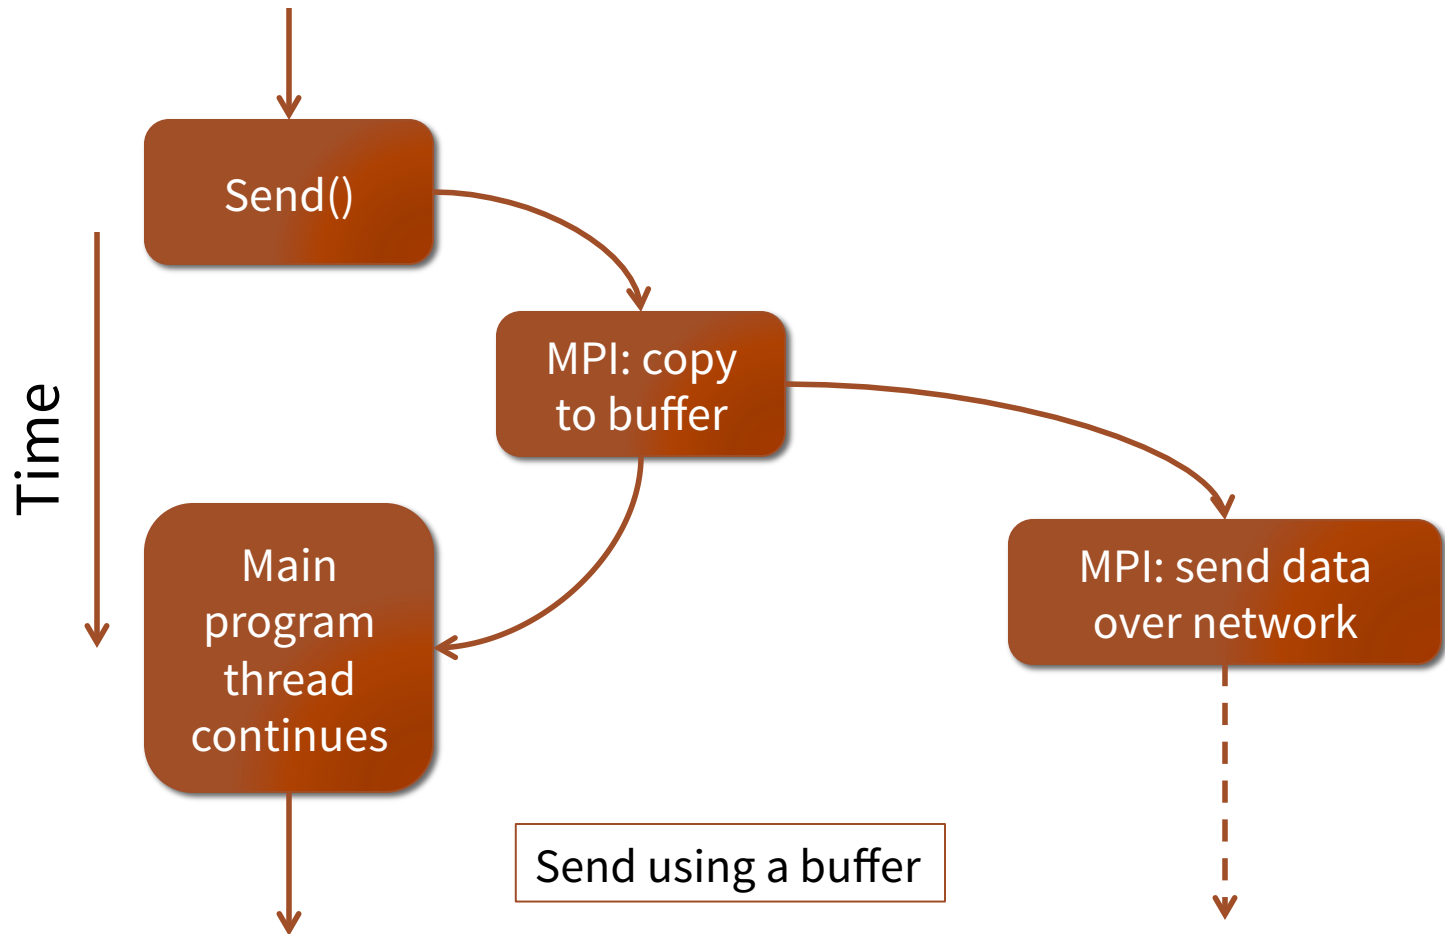 Send()
MPI: copy
to buffer
Time
Main
program
thread
continues
MPI: send data
over network
Send using a buffer